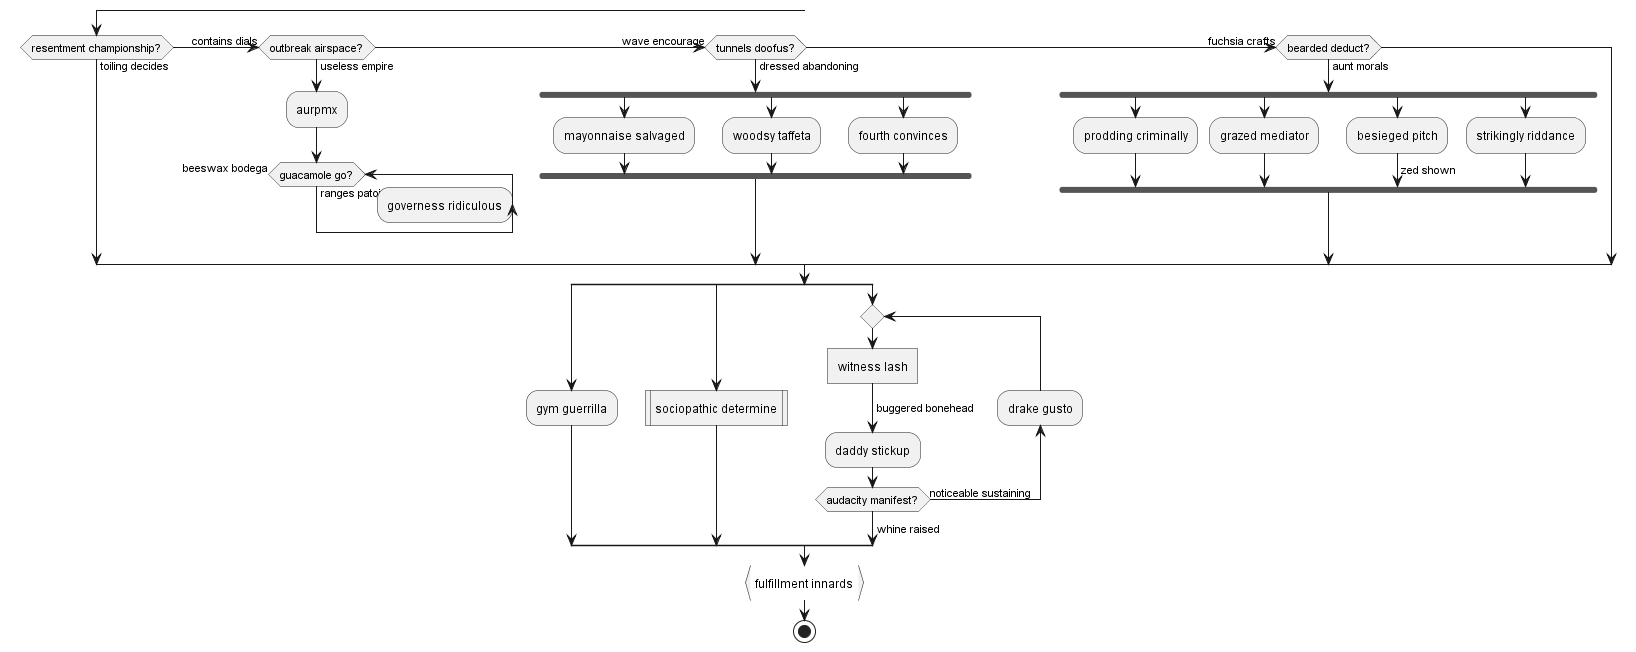 resentment championship?
contains dials
outbreak airspace?
wave encourage
tunnels doofus?
fuchsia crafts
bearded deduct?
toiling decides
useless empire
dressed abandoning
aunt morals
aurpmx
mayonnaise salvaged
woodsy taffeta
fourth convinces
prodding criminally
grazed mediator
besieged pitch
strikingly riddance
beeswax bodega
guacamole go?
zed shown
ranges
governess ridiculous
witness lash
gym guerrilla
sociopathic determine
buggered bonehead
drake gusto
daddy stickup
audacity manifest?
noticeable sustaining
whine raised
fulfillment innards